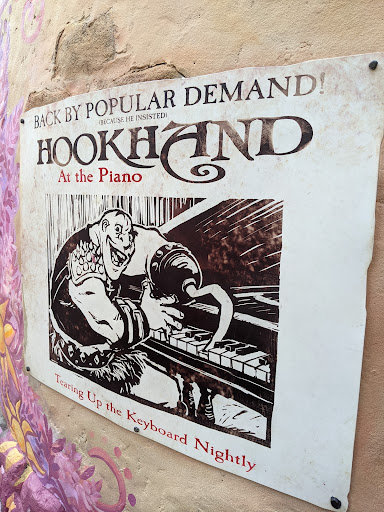 BACK BY POPULAR DEMAND!
(BECAUSE HE INSISTED)
HOOKHAND
At the Piano
Tearing Up the Keyboard Nightly